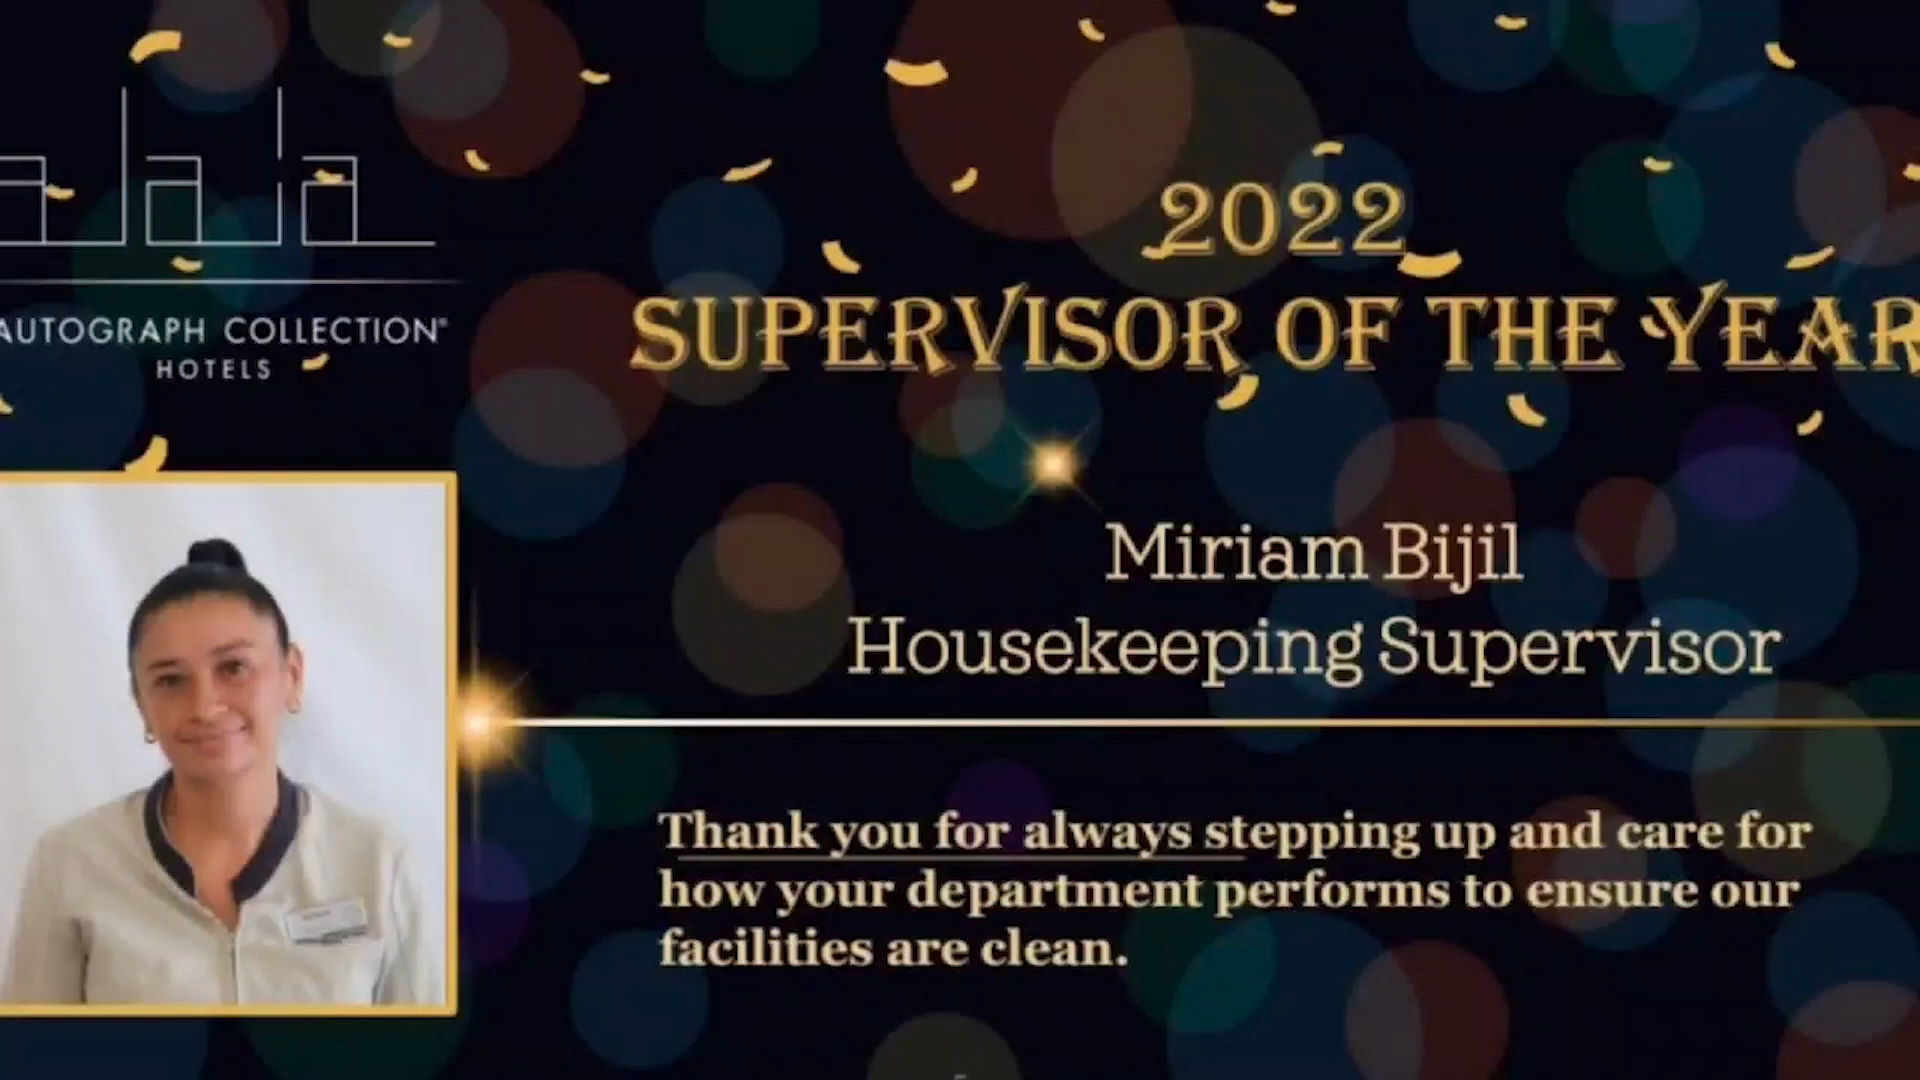 AUTOGRAPH COLLECTION®
HOTELS
2022
SUPERVISOR OF THE YEAR
Miriam Bijil
Housekeeping Supervisor
Thank you for always stepping up and care for
how your department performs to ensure our
facilities are clean.